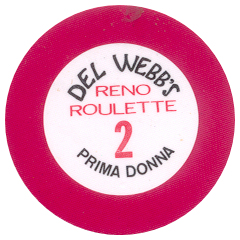 DEL WEBB'S
RENO
ROULETTE
2
PRIMA DONNA